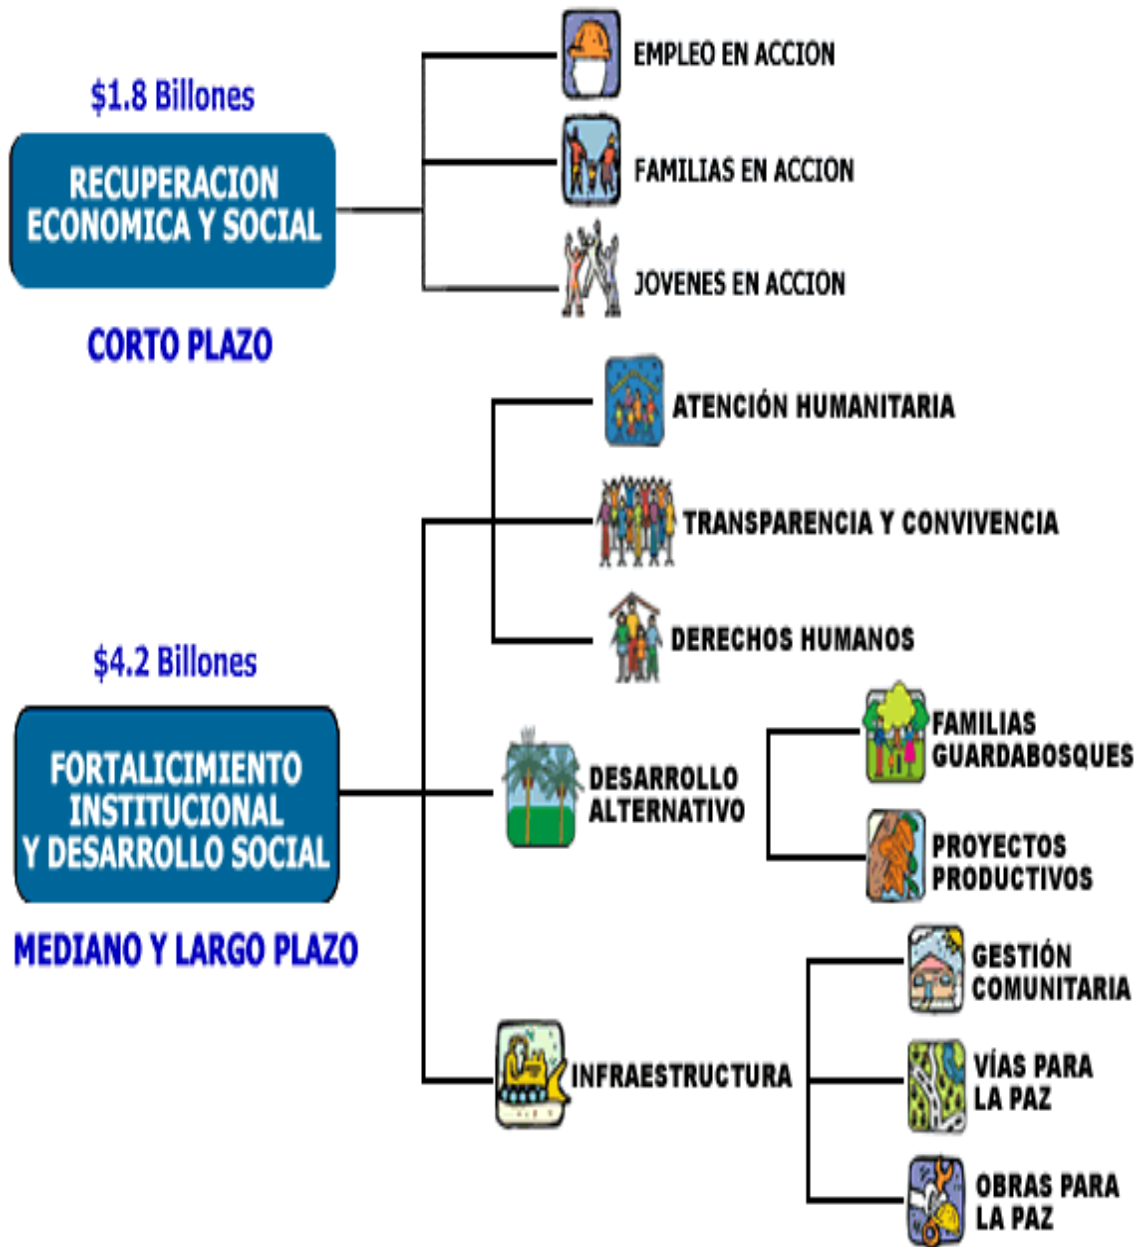 $1.8 Billones
RECUPERACION
ECONOMICA Y SOCIAL
CORTO PLAZO
EMPLEO EN ACCION
FAMILIAS EN ACCION
JOVENES EN ACCION
$4.2 Billones
FORTALICIMIENTO
INSTITUCIONAL
Y DESARROLLO SOCIAL
MEDIANO Y LARGO PLAZO
ATENCIÓN HUMANITARIA
TRANSPARENCIA Y CONVIVENCIA
DERECHOS HUMANOS
DESARROLLO
ALTERNATIVO
FAMILIAS
GUARDABOSQUES
PROYECTOS
PRODUCTIVOS
INFRAESTRUCTURA
GESTIÓN
COMUNITARIA
VÍAS PARA
LA PAZ
OBRAS PARA
LA PAZ